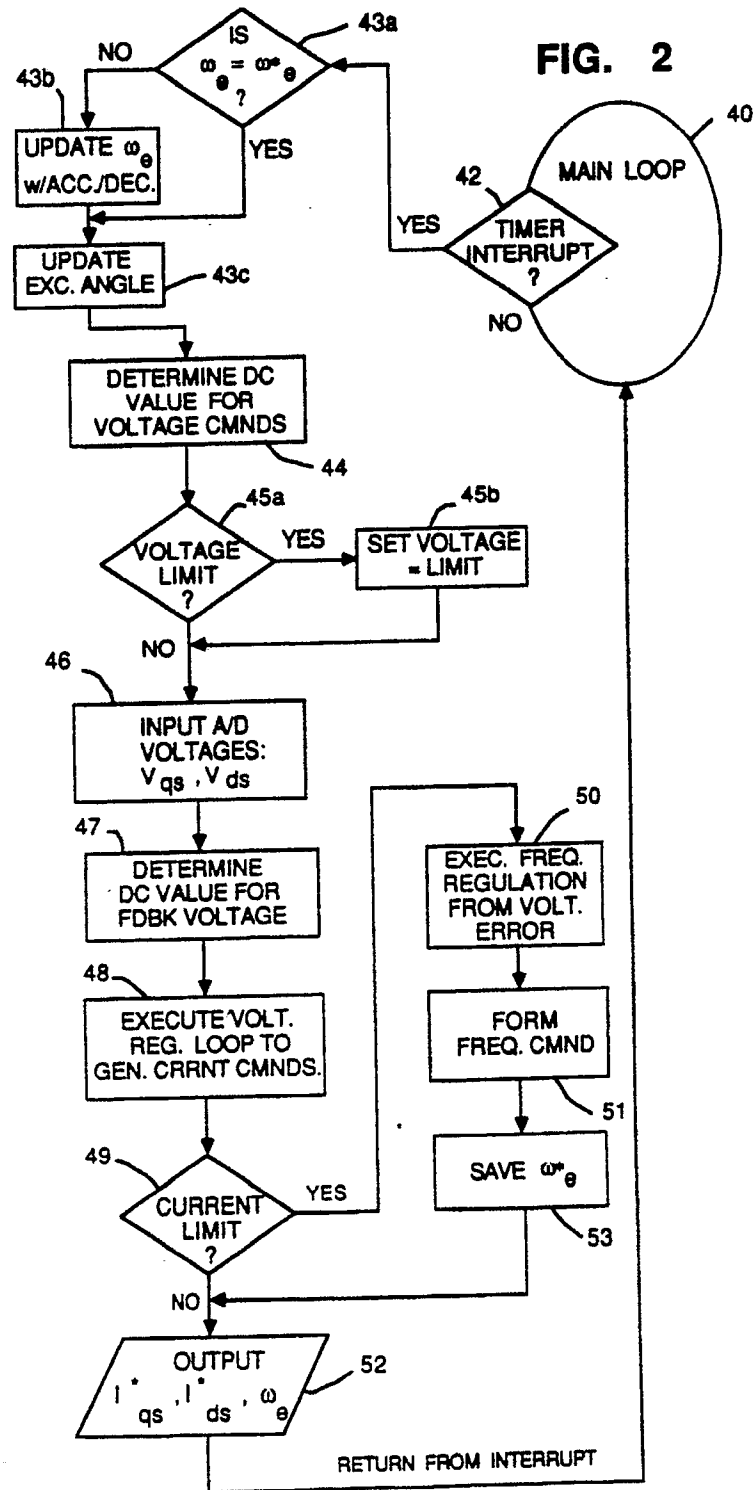 FIG. 2
43a
IS
ω_e = ω*_e
?
NO
YES
43b
UPDATE ω_e
w/ACC./DEC.
UPDATE
EXC. ANGLE
43c
40
MAIN LOOP
42
YES
TIMER
INTERRUPT
?
NO
DETERMINE DC
VALUE FOR
VOLTAGE CMNDS
44
45a
VOLTAGE
LIMIT
?
YES
NO
45b
SET VOLTAGE
= LIMIT
46
INPUT A/D
VOLTAGES:
V_qs , V_ds
47
DETERMINE
DC VALUE FOR
FDBK VOLTAGE
48
EXECUTE VOLT.
REG. LOOP TO
GEN. CRRNT CMNDS.
49
CURRENT
LIMIT
?
YES
NO
50
EXEC. FREQ.
REGULATION
FROM VOLT.
ERROR
FORM
FREQ. CMND
51
SAVE ω*_e
53
OUTPUT
I*_qs , I*_ds , ω_e
52
RETURN FROM INTERRUPT